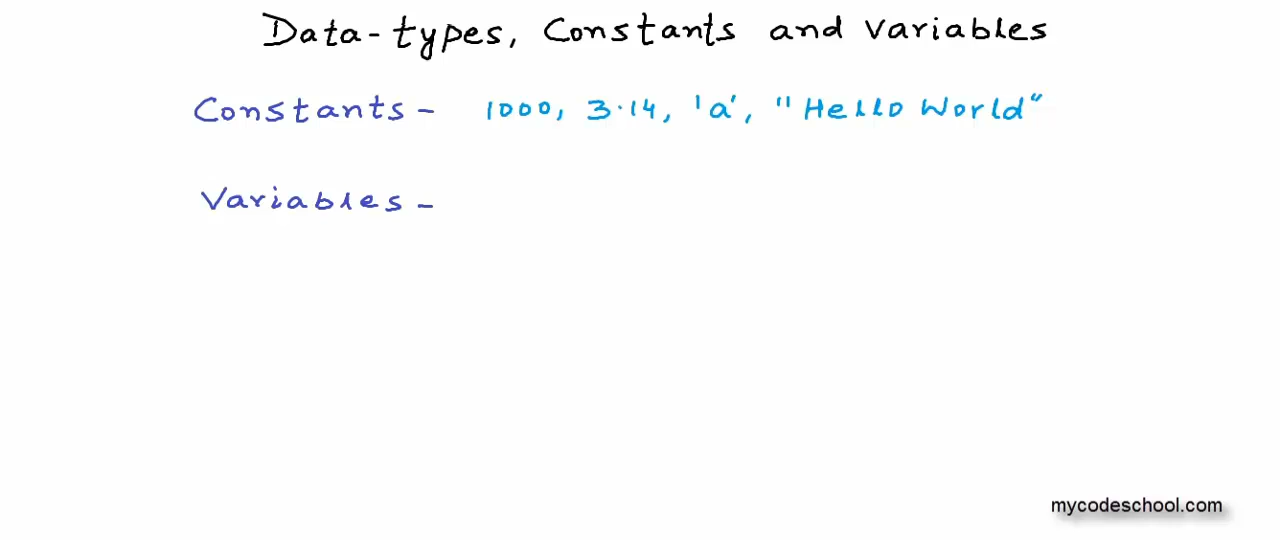 Data-types, Constants and Variables
Constants - 1000, 3.14, 'a', "Hello World"
Variables -
mycodeschool.com